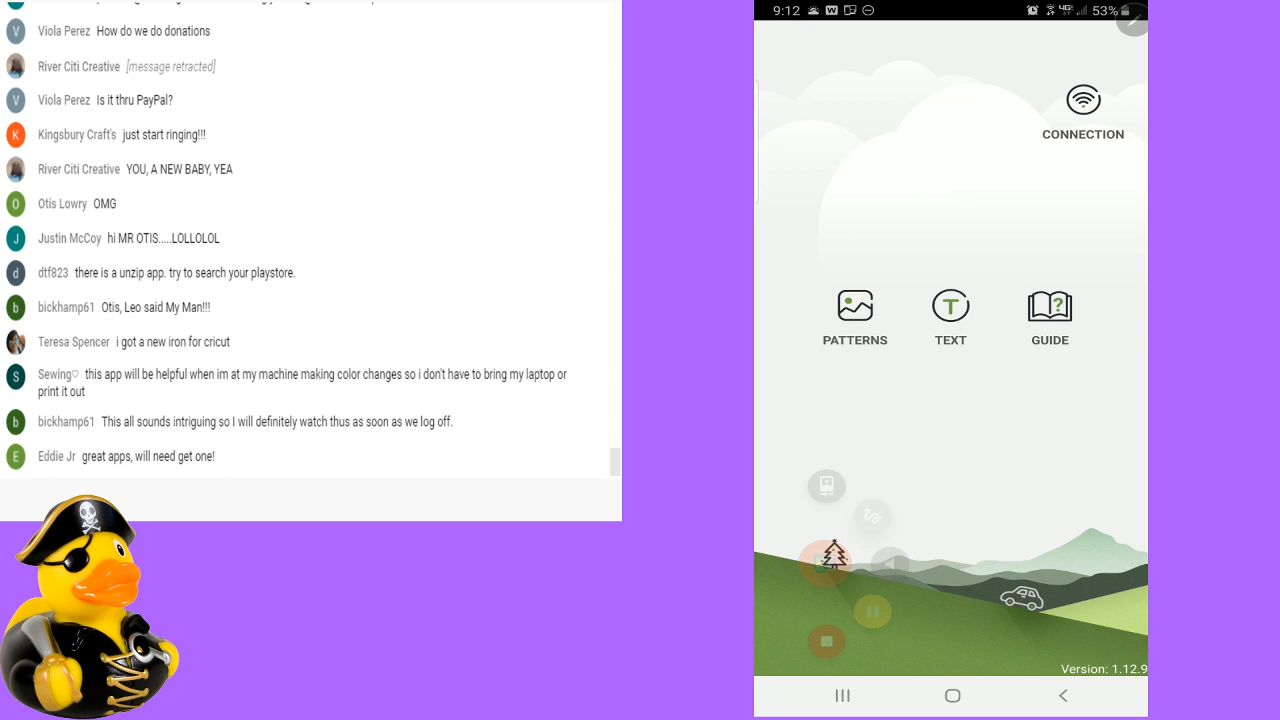 V Viola Perez How do we do donations
River Citi Creative [message retracted]
V Viola Perez Is it thru PayPal?
K Kingsbury Craft's just start ringing!!!
River Citi Creative YOU, A NEW BABY, YEA
O Otis Lowry OMG
J Justin McCoy hi MR OTIS.....LOLLOLOL
d dtf823 there is a unzip app. try to search your playstore.
b bickhamp61 Otis, Leo said My Man!!!
Teresa Spencer i got a new iron for cricut
S Sewing♡ this app will be helpful when im at my machine making color changes so i don't have to bring my laptop or
print it out
b bickhamp61 This all sounds intriguing so I will definitely watch thus as soon as we log off.
E Eddie Jr great apps, will need get one!
9:12 W 4G 53%
CONNECTION
T
?
PATTERNS TEXT GUIDE
Version: 1.12.9